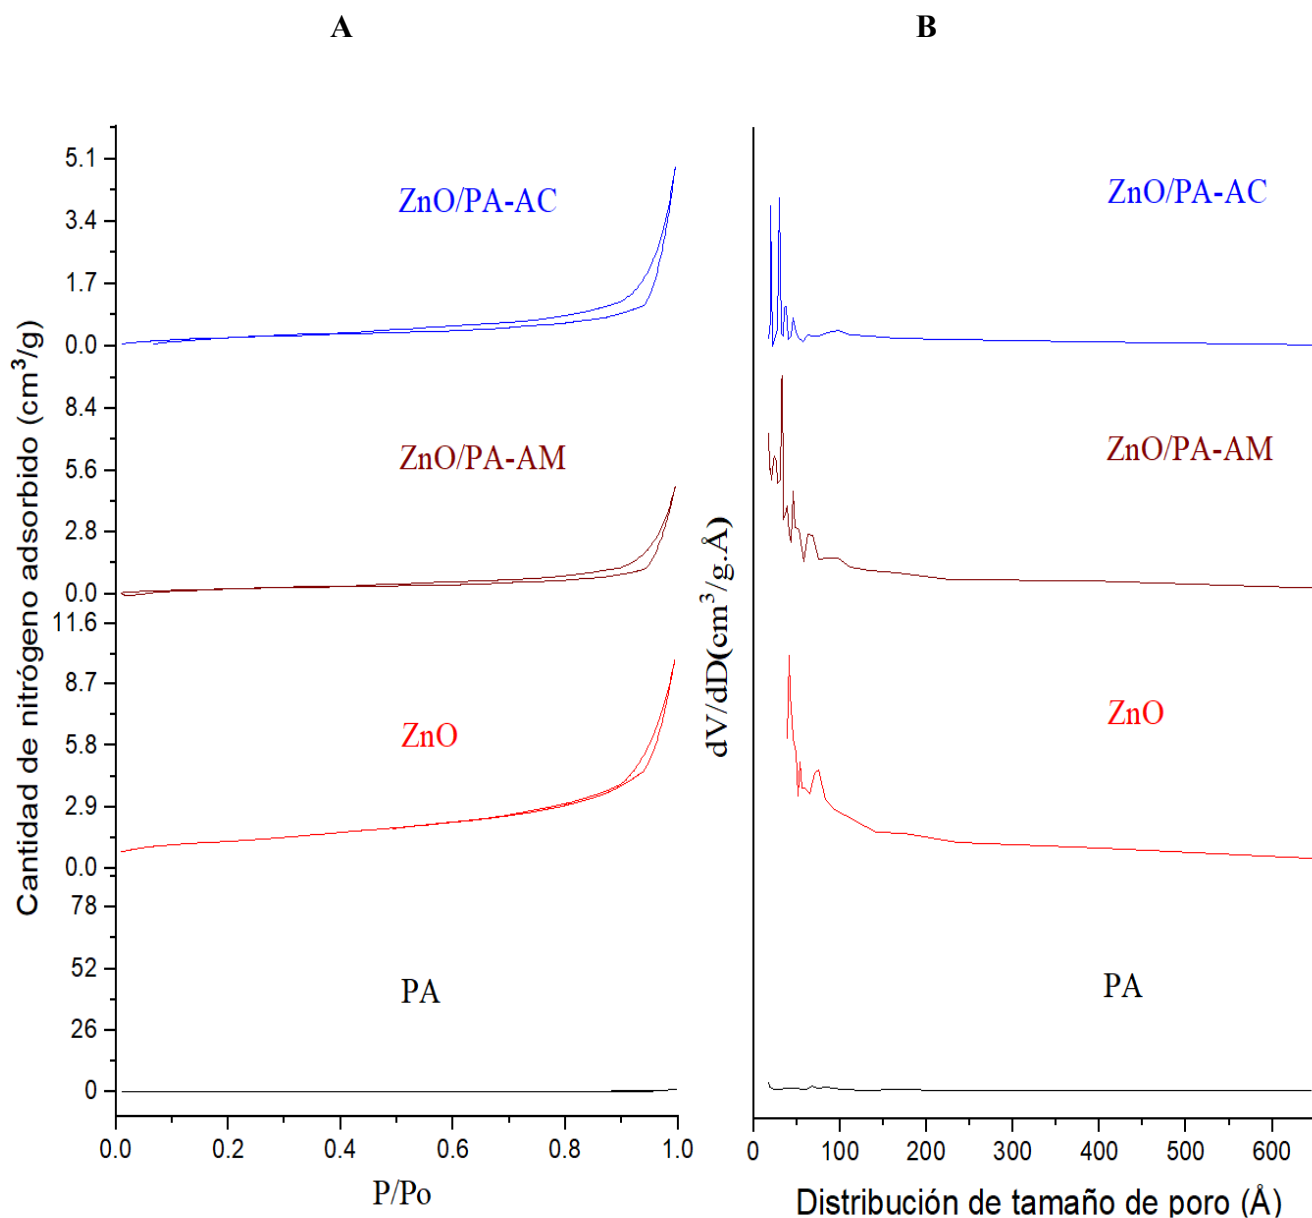 A
B
Cantidad de nitrógeno adsorbido (cm³/g)
5.1
3.4
1.7
0.0
8.4
5.6
2.8
0.0
11.6
8.7
5.8
2.9
0.0
78
52
26
0
ZnO/PA-AC
ZnO/PA-AM
ZnO
PA
0.0 0.2 0.4 0.6 0.8 1.0
P/Po
dV/dD(cm³/g.Å)
ZnO/PA-AC
ZnO/PA-AM
ZnO
PA
0 100 200 300 400 500 600
Distribución de tamaño de poro (Å)